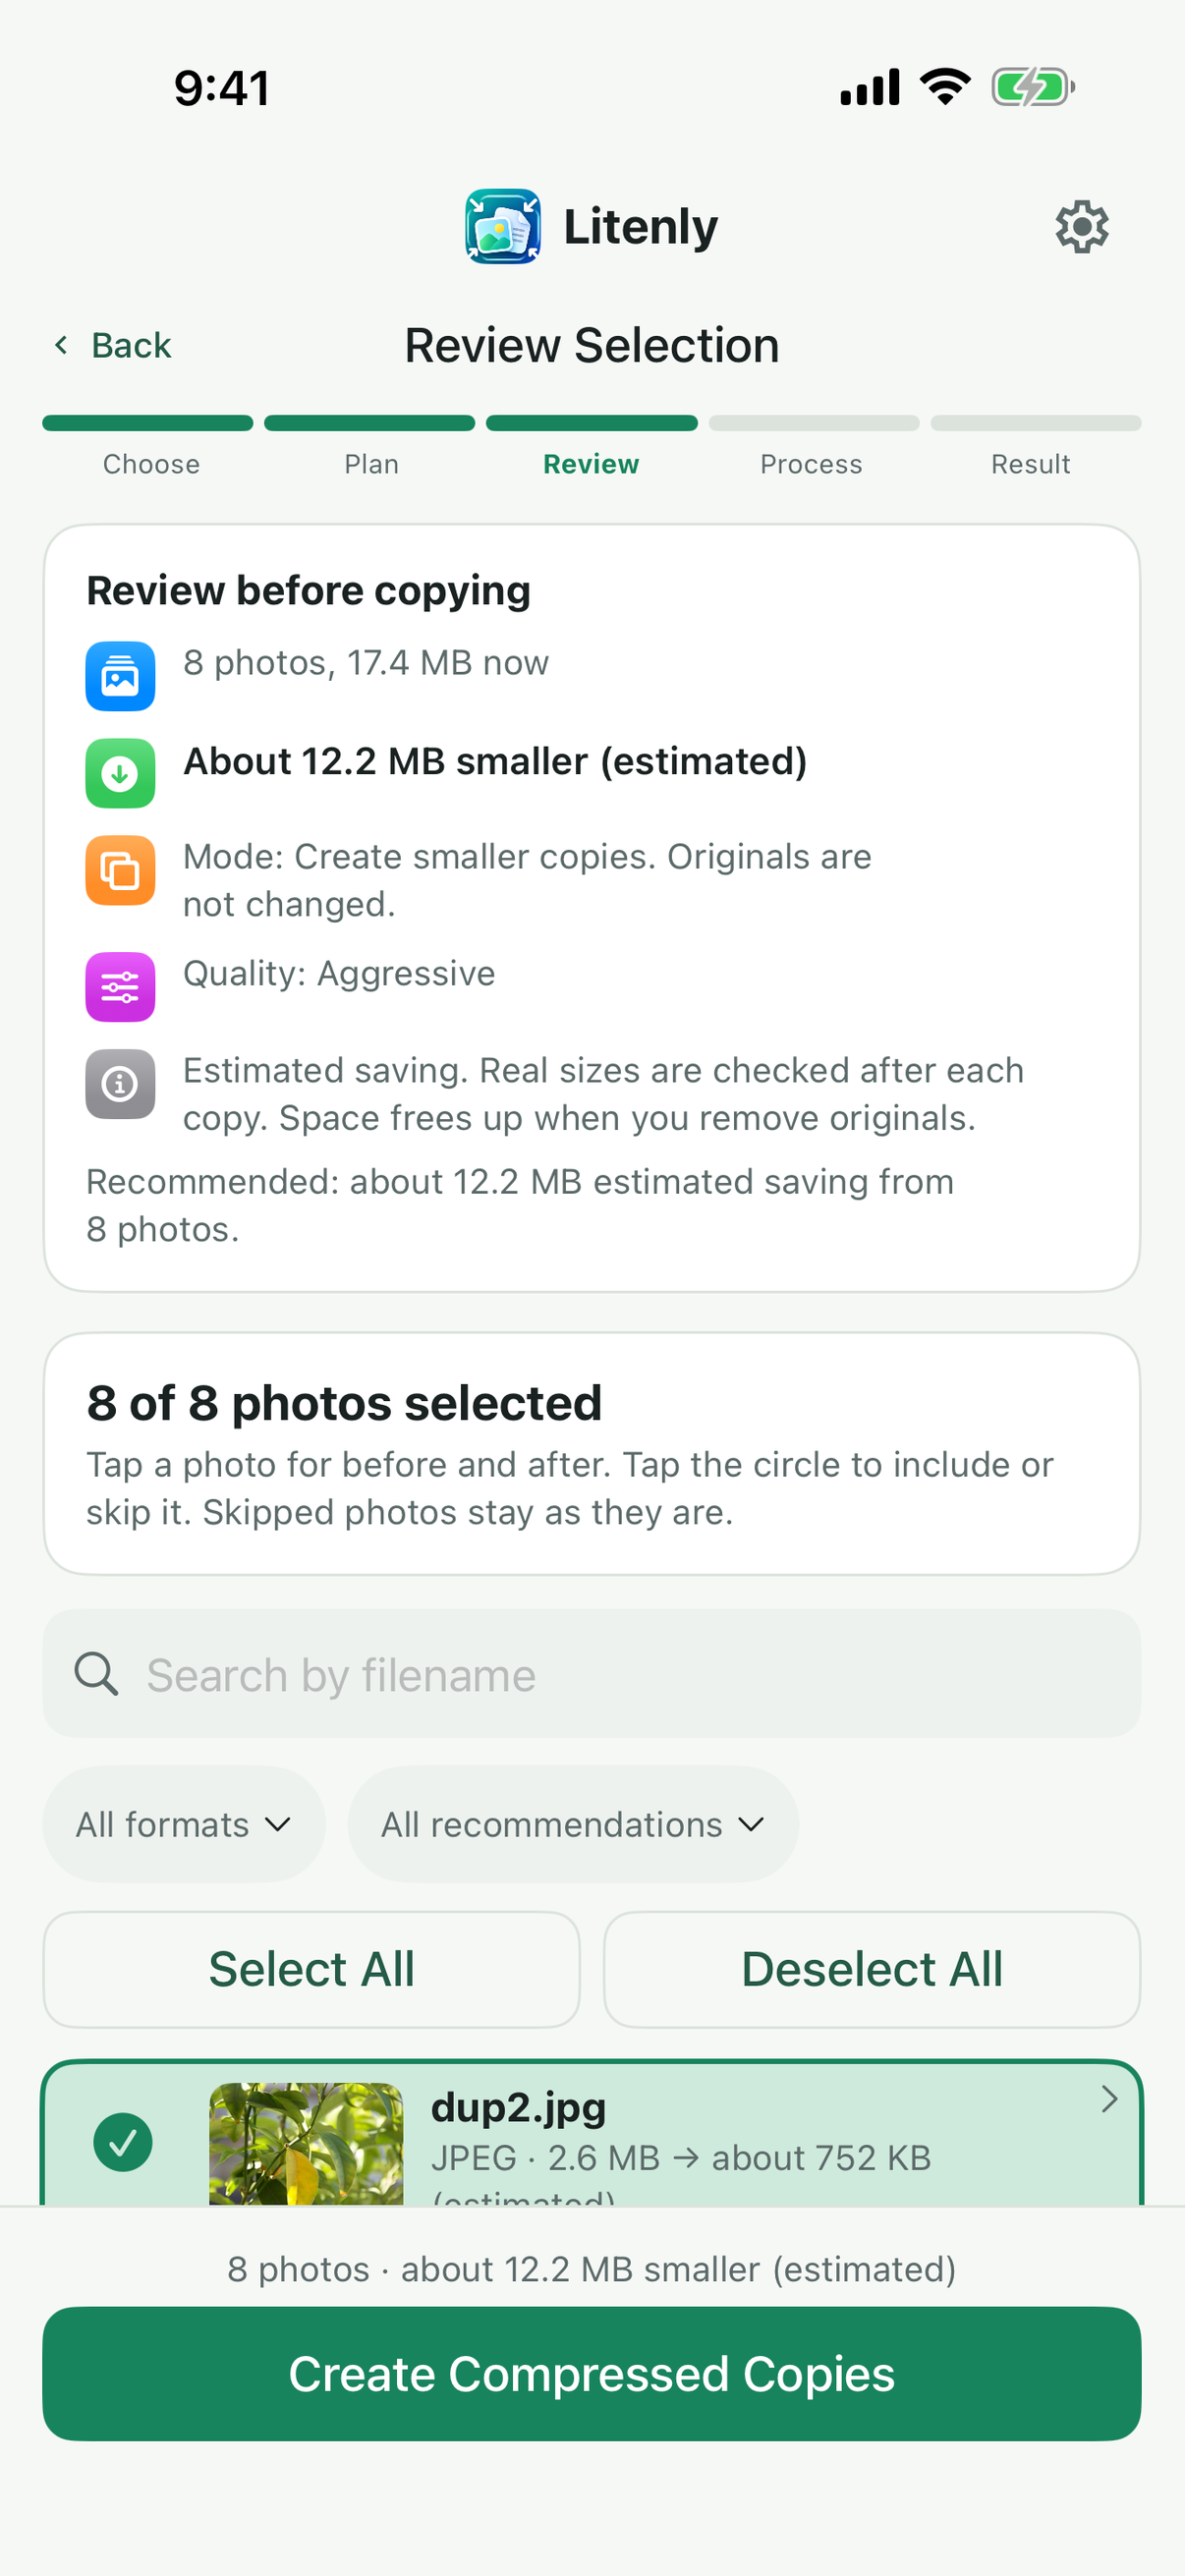 9:41
Litenly
Back
Review Selection
Choose
Plan
Review
Process
Result
Review before copying
8 photos, 17.4 MB now
About 12.2 MB smaller (estimated)
Mode: Create smaller copies. Originals are
not changed.
Quality: Aggressive
Estimated saving. Real sizes are checked after each
copy. Space frees up when you remove originals.
Recommended: about 12.2 MB estimated saving from
8 photos.
8 of 8 photos selected
Tap a photo for before and after. Tap the circle to include or
skip it. Skipped photos stay as they are.
Search by filename
All formats
All recommendations
Select All
Deselect All
dup2.jpg
JPEG · 2.6 MB → about 752 KB
(estimated)
8 photos · about 12.2 MB smaller (estimated)
Create Compressed Copies